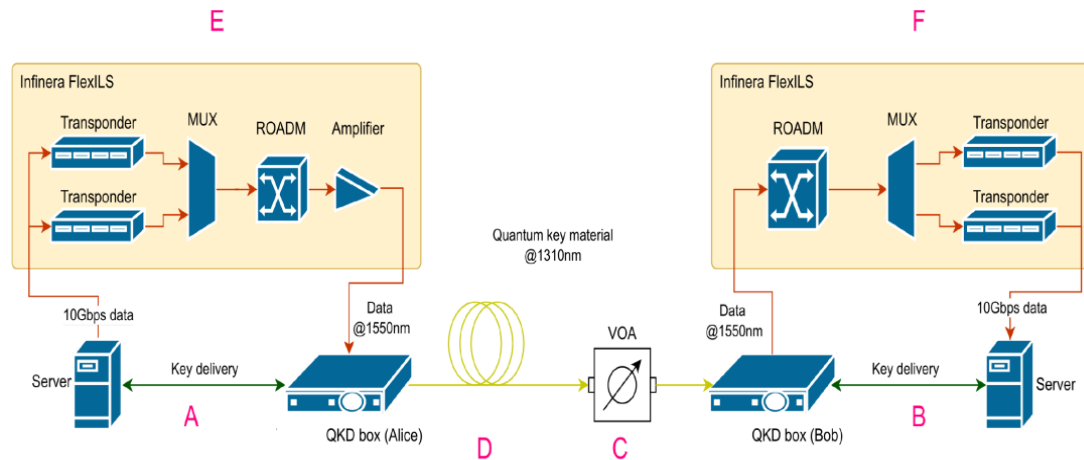 E
F
Infinera FlexILS
Transponder
MUX
ROADM
Amplifier
Transponder
Infinera FlexILS
ROADM
MUX
Transponder
Transponder
Quantum key material
@1310nm
10Gbps data
Data
@1550nm
VOA
Data
@1550nm
10Gbps data
Server
Key delivery
Key delivery
Server
A
QKD box (Alice)
D
C
QKD box (Bob)
B